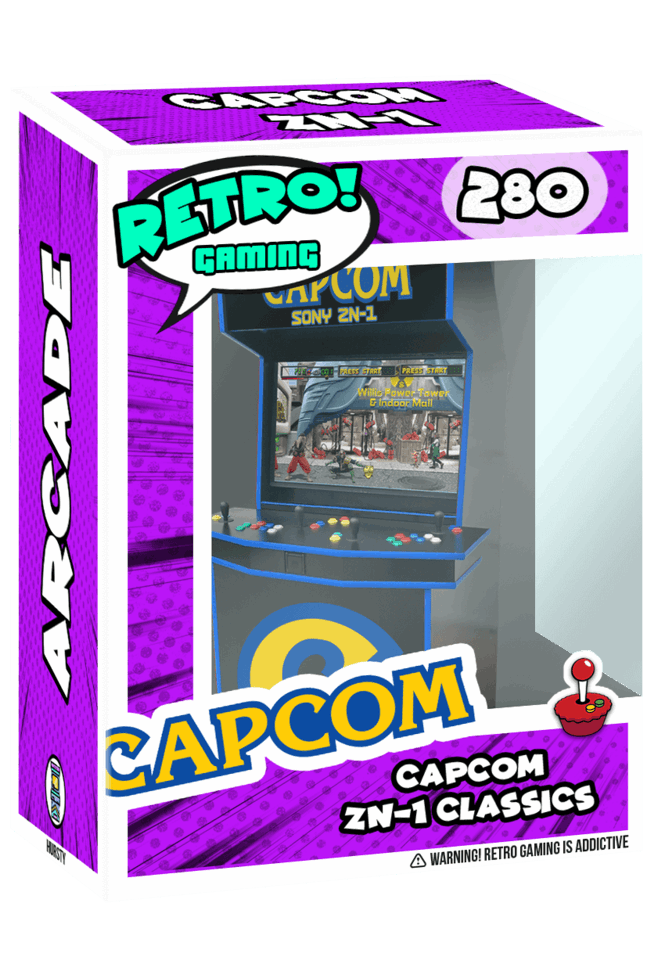 CAPCOM
ZN-1
RETRO!
GAMING
280
ARCADE
CAPCOM
SONY ZN-1
PRESS START
PRESS START
&
Willis Power Tower
& Indoor Mall
CAPCOM
CAPCOM
ZN-1 CLASSICS
WARNING! RETRO GAMING IS ADDICTIVE
HURSTY